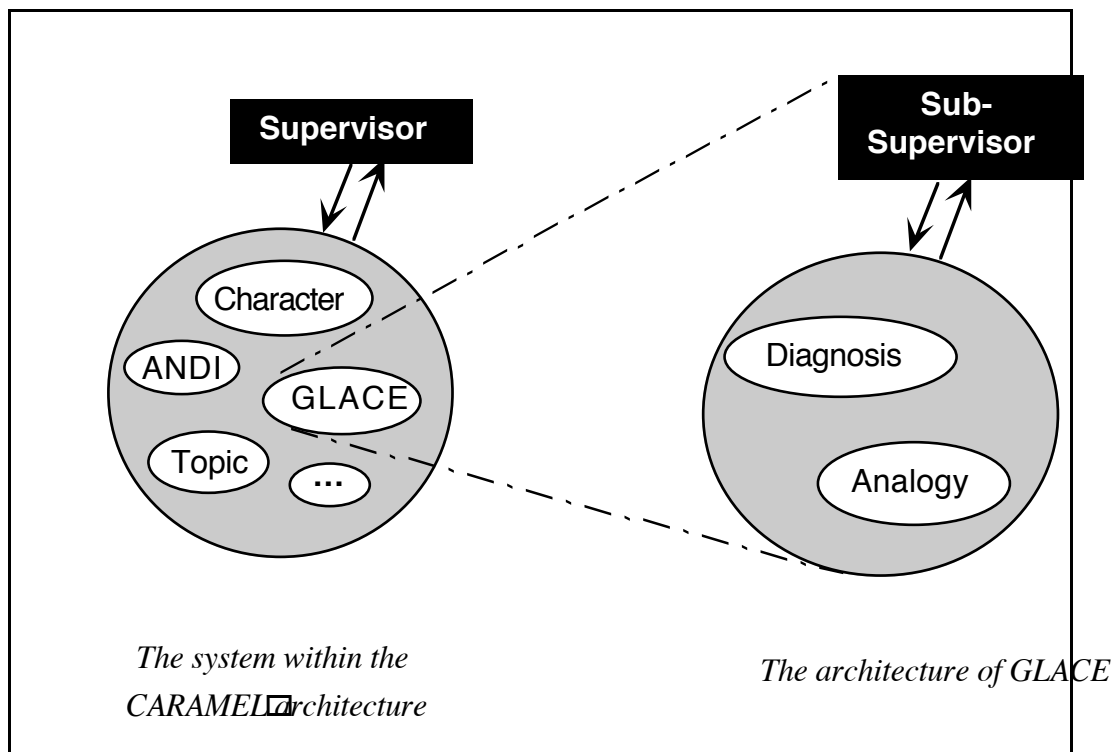 Supervisor
Character
ANDI
GLACE
Topic
...
The system within the
CARAMEL architecture
Sub-
Supervisor
Diagnosis
Analogy
The architecture of GLACE